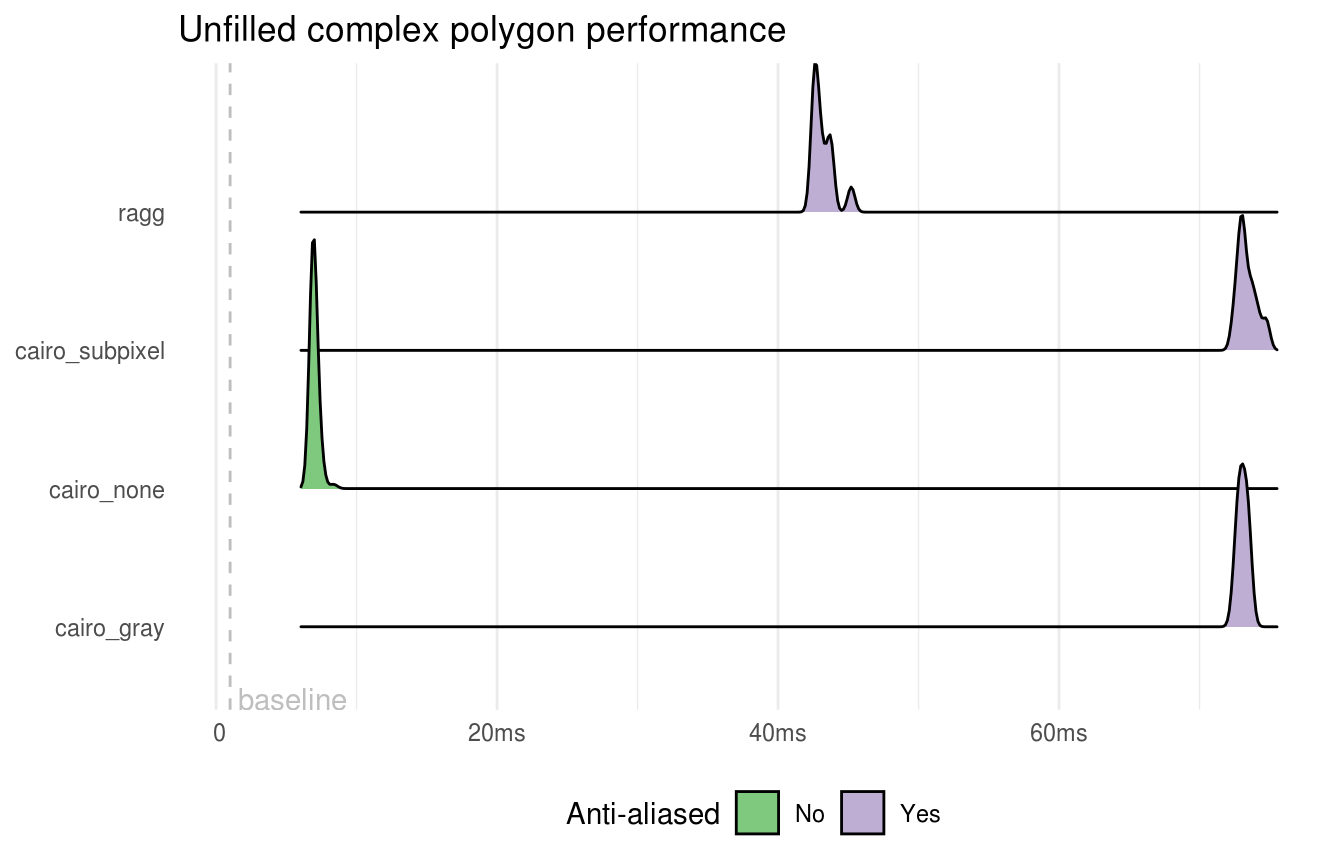 Unfilled complex polygon performance
ragg
cairo_subpixel
cairo_none
cairo_gray
baseline
0 20ms 40ms 60ms
Anti-aliased No Yes